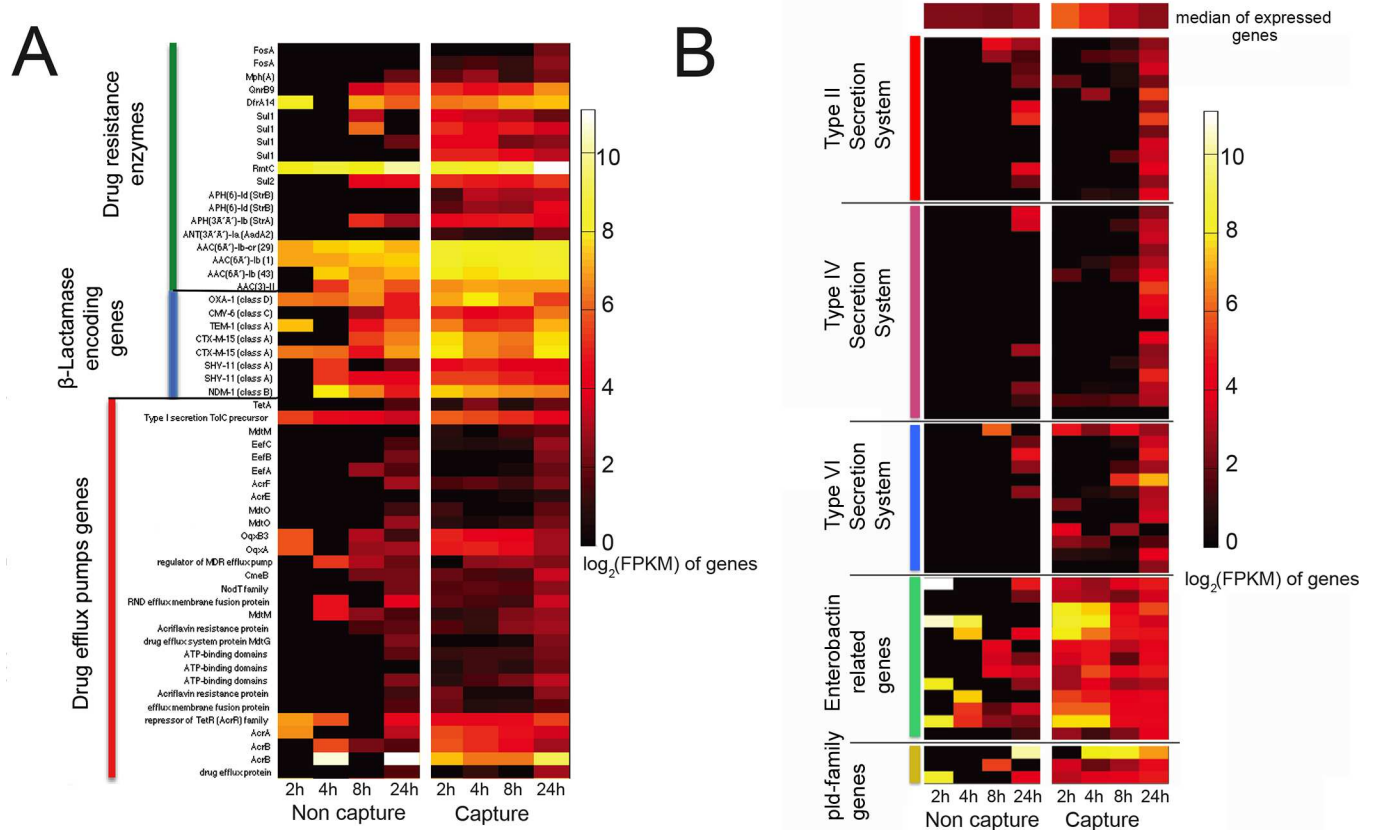 A
Drug resistance
enzymes
β-Lactamase
encoding
genes
Drug efflux pumps genes
FosA
FosA
Mph(A)
QnrB9
DfrA14
Sul1
Sul1
Sul1
Sul1
RmtC
Sul2
APH(6)-Id (StrB)
APH(6)-Id (StrB)
APH(3Ã´Ã´)-Ib (StrA)
ANT(3Ã´Ã´)-Ia (AadA2)
AAC(6Ã´)-Ib-cr (29)
AAC(6Ã´)-Ib (1)
AAC(6Ã´)-Ib (43)
AAC(3)-II
OXA-1 (class D)
CMY-6 (class C)
TEM-1 (class A)
CTX-M-15 (class A)
CTX-M-15 (class A)
SHV-11 (class A)
SHV-11 (class A)
NDM-1 (class B)
TetA
Type I secretion TolC precursor
MdtM
EefC
EefB
EefA
AcrF
AcrE
MdtO
MdtO
OqxB3
OqxA
regulator of MDR efflux pump
CmeB
NodT family
RND efflux membrane fusion protein
MdtM
Acriflavin resistance protein
drug efflux system protein MdtG
ATP-binding domains
ATP-binding domains
ATP-binding domains
Acriflavin resistance protein
efflux membrane fusion protein
repressor of TetR (AcrR) family
AcrA
AcrB
AcrB
drug efflux protein
2h 4h 8h 24h 2h 4h 8h 24h
Non capture Capture
10
8
6
4
2
0
log2(FPKM) of genes
B
median of expressed
genes
Type II
Secretion
System
Type IV
Secretion
System
Type VI
Secretion
System
Enterobactin
related
genes
pld-family
genes
2h 4h 8h 24h 2h 4h 8h 24h
Non capture Capture
10
8
6
4
2
0
log2(FPKM) of genes